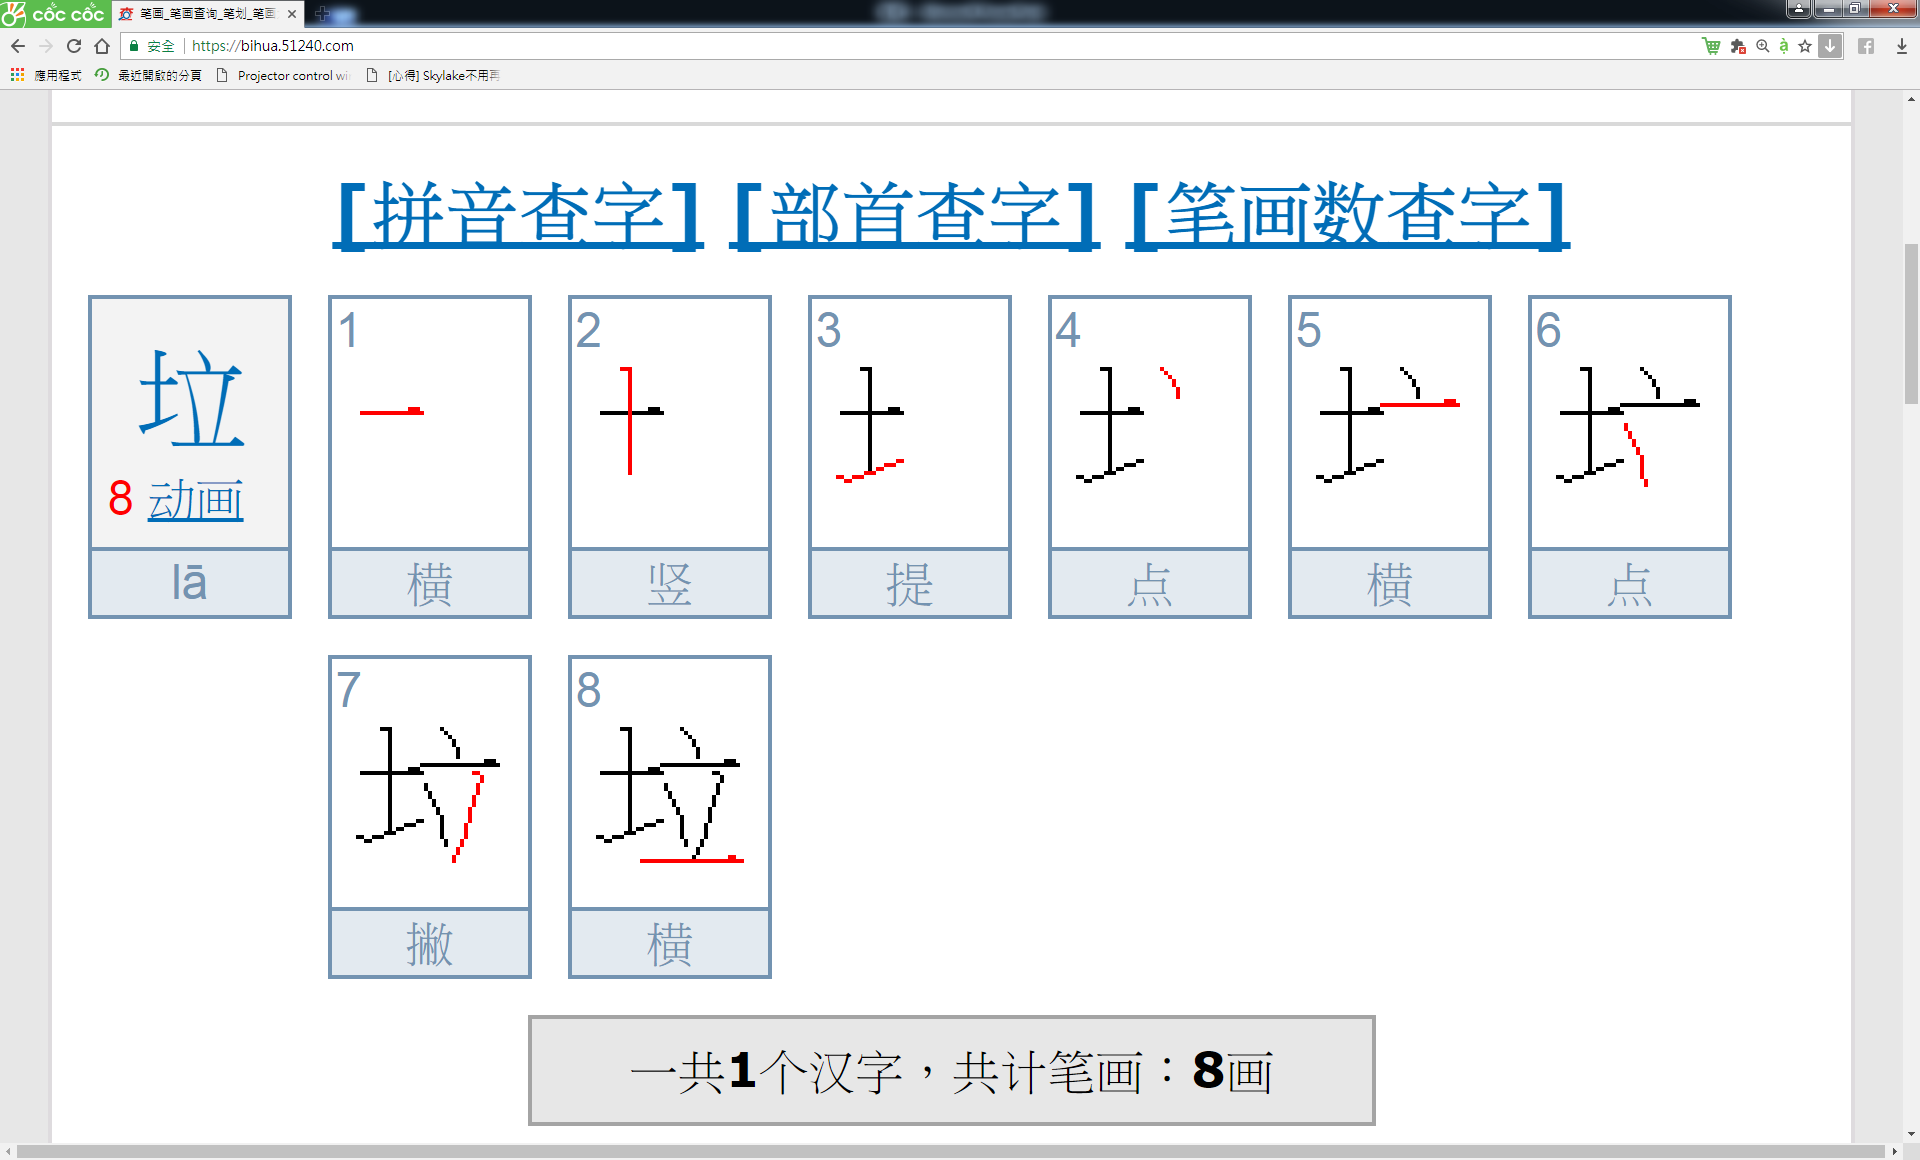 cốc cốc 笔画_笔画查询_笔划_笔画
安全 https://bihua.51240.com
應用程式 最近開啟的分頁 Projector control wi [心得] Skylake不用再
[拼音查字] [部首查字] [笔画数查字]
垃 1 2 3 4 5 6
8 动画
lā 横 竖 提 点 横 点
7 8
撇 横
一共1个汉字，共计笔画：8画